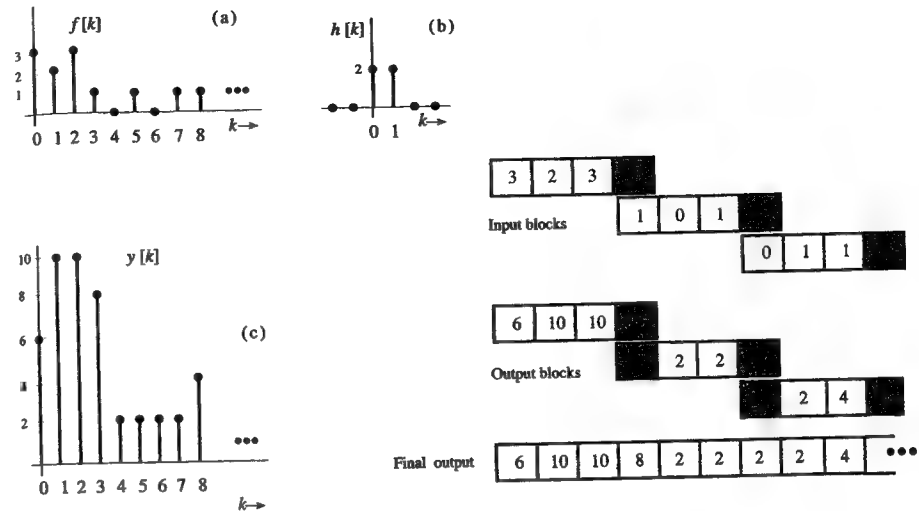 f[k]
(a)
3
2
1
0 1 2 3 4 5 6 7 8
k→
h[k]
(b)
2
0 1
k→
3 2 3
Input blocks
1 0 1
0 1 1
y[k]
(c)
10
8
6
2
0 1 2 3 4 5 6 7 8
k→
6 10 10
Output blocks
2 2
2 4
Final output
6 10 10 8 2 2 2 2 4